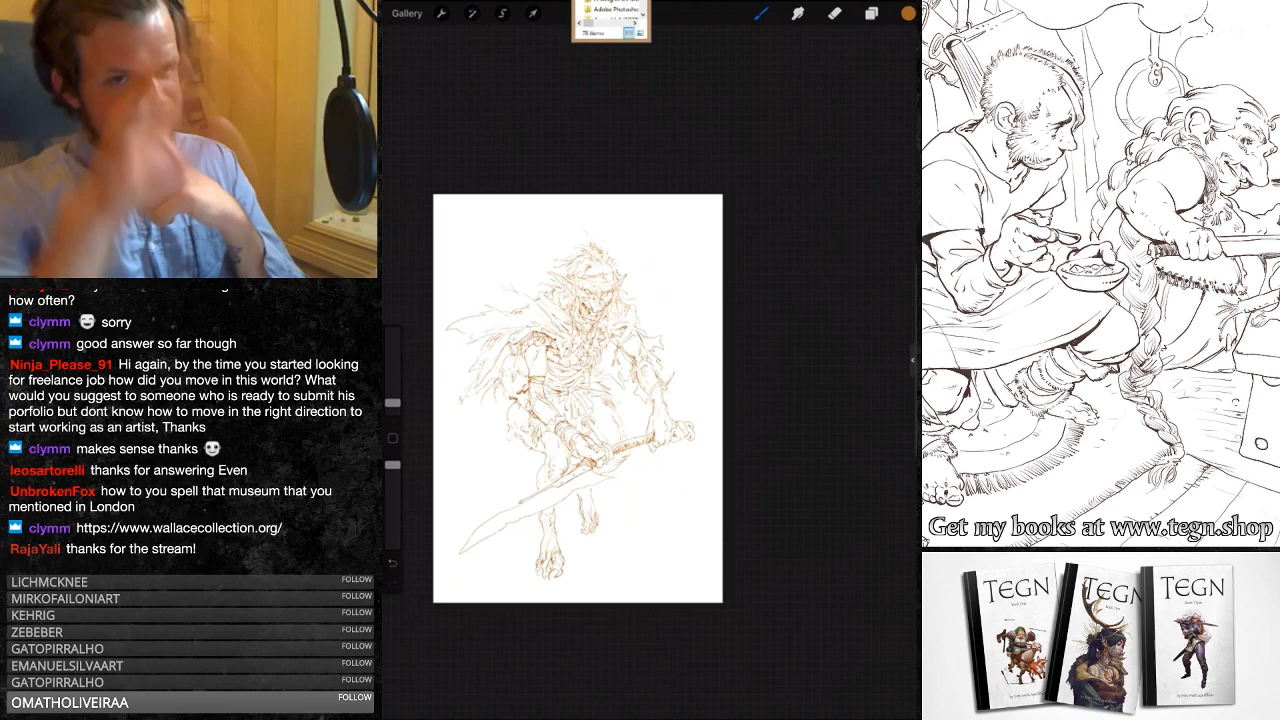 Gallery
Adobe Photosho
78 items
how often?
clymm sorry
clymm good answer so far though
Ninja_Please_91 Hi again, by the time you started looking
for freelance job how did you move in this world? What
would you suggest to someone who is ready to submit his
porfolio but dont know how to move in the right direction to
start working as an artist, Thanks
clymm makes sense thanks
leosartorelli thanks for answering Even
UnbrokenFox how to you spell that museum that you
mentioned in London
clymm https://www.wallacecollection.org/
RajaYali thanks for the stream!
LICHMCKNEE FOLLOW
MIRKOFAILONIART FOLLOW
KEHRIG FOLLOW
ZEBEBER FOLLOW
GATOPIRRALHO FOLLOW
EMANUELSILVAART FOLLOW
GATOPIRRALHO FOLLOW
OMATHOLIVEIRAA FOLLOW
Get my books at www.tegn.shop
TEGN
TEGN
TEGN